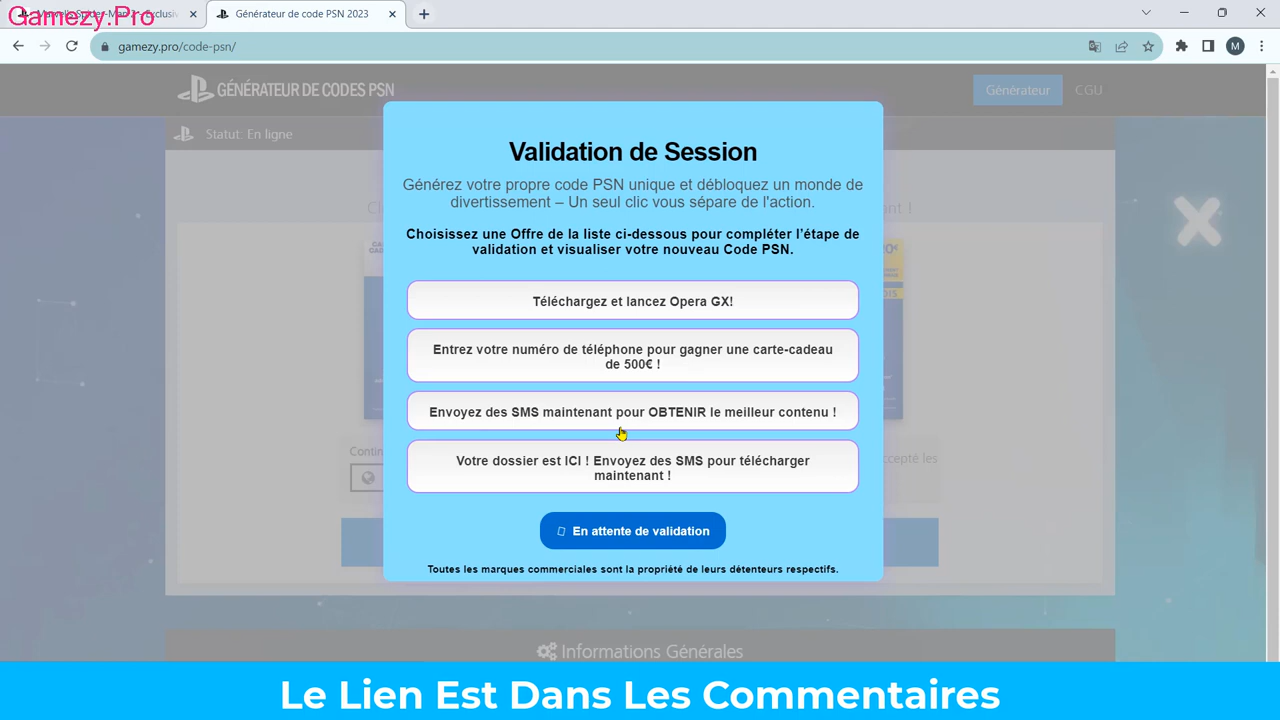 Gamezy.Pro
Générateur de code PSN 2023
gamezy.pro/code-psn/
M
GÉNÉRATEUR DE CODES PSN
Générateur
CGU
Statut: En ligne
Validation de Session
Générez votre propre code PSN unique et débloquez un monde de
divertissement – Un seul clic vous sépare de l'action.
Choisissez une Offre de la liste ci-dessous pour compléter l’étape de
validation et visualiser votre nouveau Code PSN.
Téléchargez et lancez Opera GX!
Entrez votre numéro de téléphone pour gagner une carte-cadeau
de 500€ !
Envoyez des SMS maintenant pour OBTENIR le meilleur contenu !
Votre dossier est ICI ! Envoyez des SMS pour télécharger
maintenant !
En attente de validation
Toutes les marques commerciales sont la propriété de leurs détenteurs respectifs.
Informations Générales
Le Lien Est Dans Les Commentaires